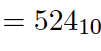 = 524₁₀